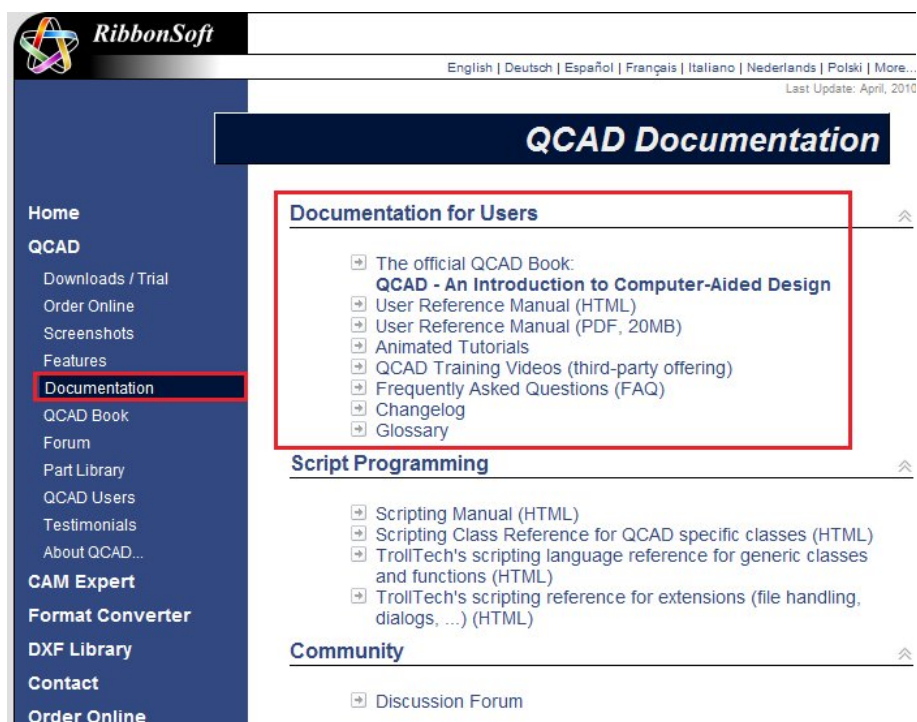 RibbonSoft
English | Deutsch | Español | Français | Italiano | Nederlands | Polski | More...
Last Update: April, 2010
QCAD Documentation
Home
QCAD
Downloads / Trial
Order Online
Screenshots
Features
Documentation
QCAD Book
Forum
Part Library
QCAD Users
Testimonials
About QCAD...
CAM Expert
Format Converter
DXF Library
Contact
Order Online
Documentation for Users
The official QCAD Book:
QCAD - An Introduction to Computer-Aided Design
User Reference Manual (HTML)
User Reference Manual (PDF, 20MB)
Animated Tutorials
QCAD Training Videos (third-party offering)
Frequently Asked Questions (FAQ)
Changelog
Glossary
Script Programming
Scripting Manual (HTML)
Scripting Class Reference for QCAD specific classes (HTML)
TrollTech's scripting language reference for generic classes
and functions (HTML)
TrollTech's scripting reference for extensions (file handling,
dialogs, ...) (HTML)
Community
Discussion Forum